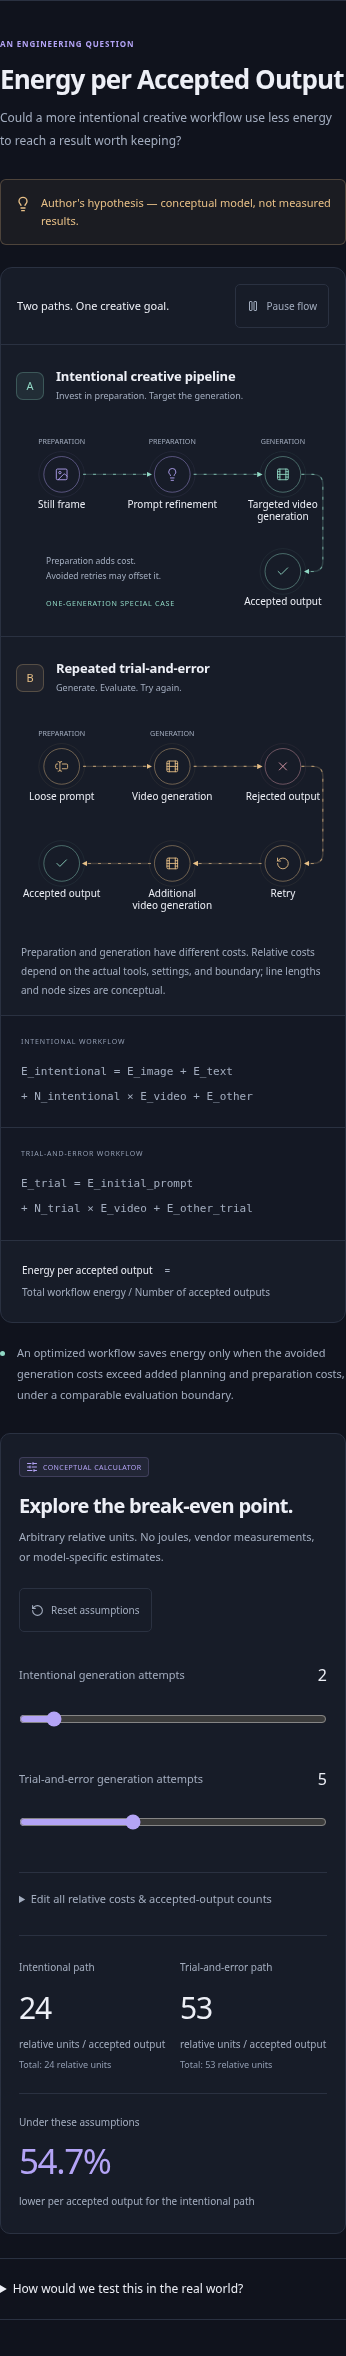 AN ENGINEERING QUESTION
Energy per Accepted Output
Could a more intentional creative workflow use less energy
to reach a result worth keeping?
Author's hypothesis — conceptual model, not measured
results.
Two paths. One creative goal.
Pause flow
A
Intentional creative pipeline
Invest in preparation. Target the generation.
PREPARATION
PREPARATION
GENERATION
Still frame
Prompt refinement
Targeted video
generation
Preparation adds cost.
Avoided retries may offset it.
ONE-GENERATION SPECIAL CASE
Accepted output
B
Repeated trial-and-error
Generate. Evaluate. Try again.
PREPARATION
GENERATION
Loose prompt
Video generation
Rejected output
Accepted output
Additional
video generation
Retry
Preparation and generation have different costs. Relative costs
depend on the actual tools, settings, and boundary; line lengths
and node sizes are conceptual.
INTENTIONAL WORKFLOW
E_intentional = E_image + E_text
+ N_intentional × E_video + E_other
TRIAL-AND-ERROR WORKFLOW
E_trial = E_initial_prompt
+ N_trial × E_video + E_other_trial
Energy per accepted output =
Total workflow energy / Number of accepted outputs
An optimized workflow saves energy only when the avoided
generation costs exceed added planning and preparation costs,
under a comparable evaluation boundary.
CONCEPTUAL CALCULATOR
Explore the break-even point.
Arbitrary relative units. No joules, vendor measurements,
or model-specific estimates.
Reset assumptions
Intentional generation attempts 2
Trial-and-error generation attempts 5
Edit all relative costs & accepted-output counts
Intentional path
24
relative units / accepted output
Total: 24 relative units
Trial-and-error path
53
relative units / accepted output
Total: 53 relative units
Under these assumptions
54.7%
lower per accepted output for the intentional path
How would we test this in the real world?